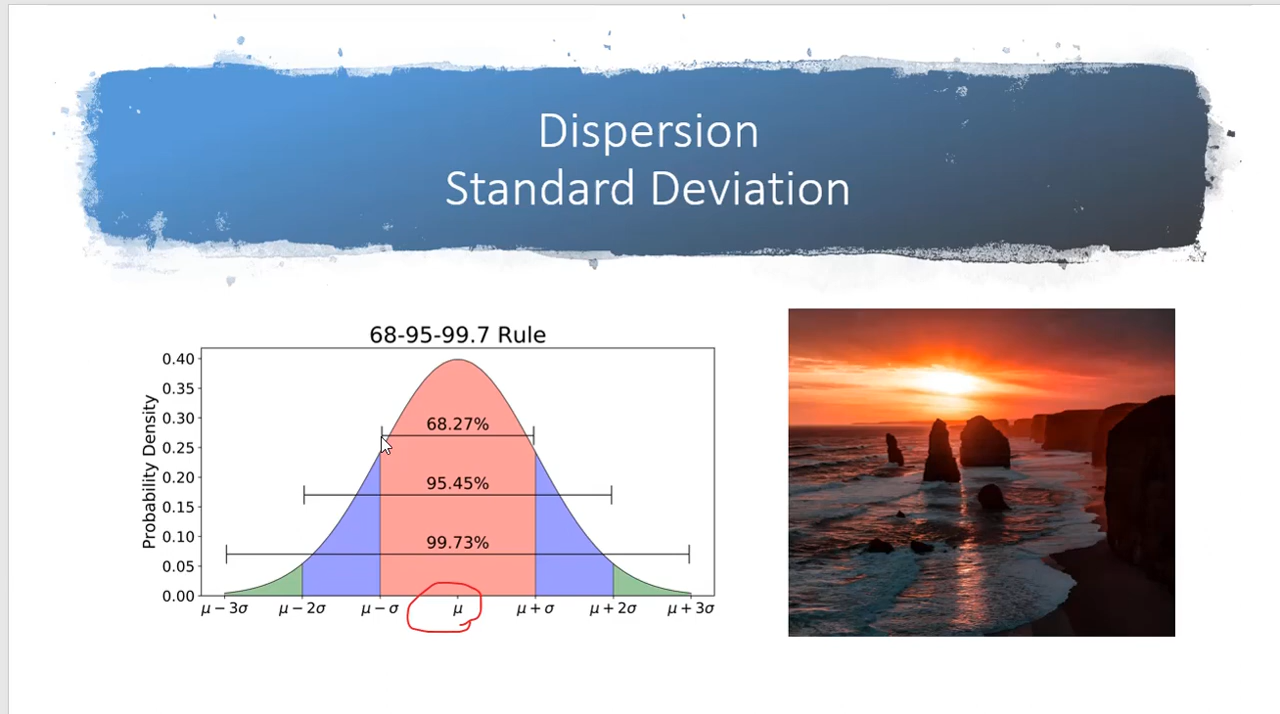 Dispersion
Standard Deviation
68-95-99.7 Rule
Probability Density
0.40
0.35
0.30
0.25
0.20
0.15
0.10
0.05
0.00
68.27%
95.45%
99.73%
μ − 3σ μ − 2σ μ − σ μ μ + σ μ + 2σ μ + 3σ